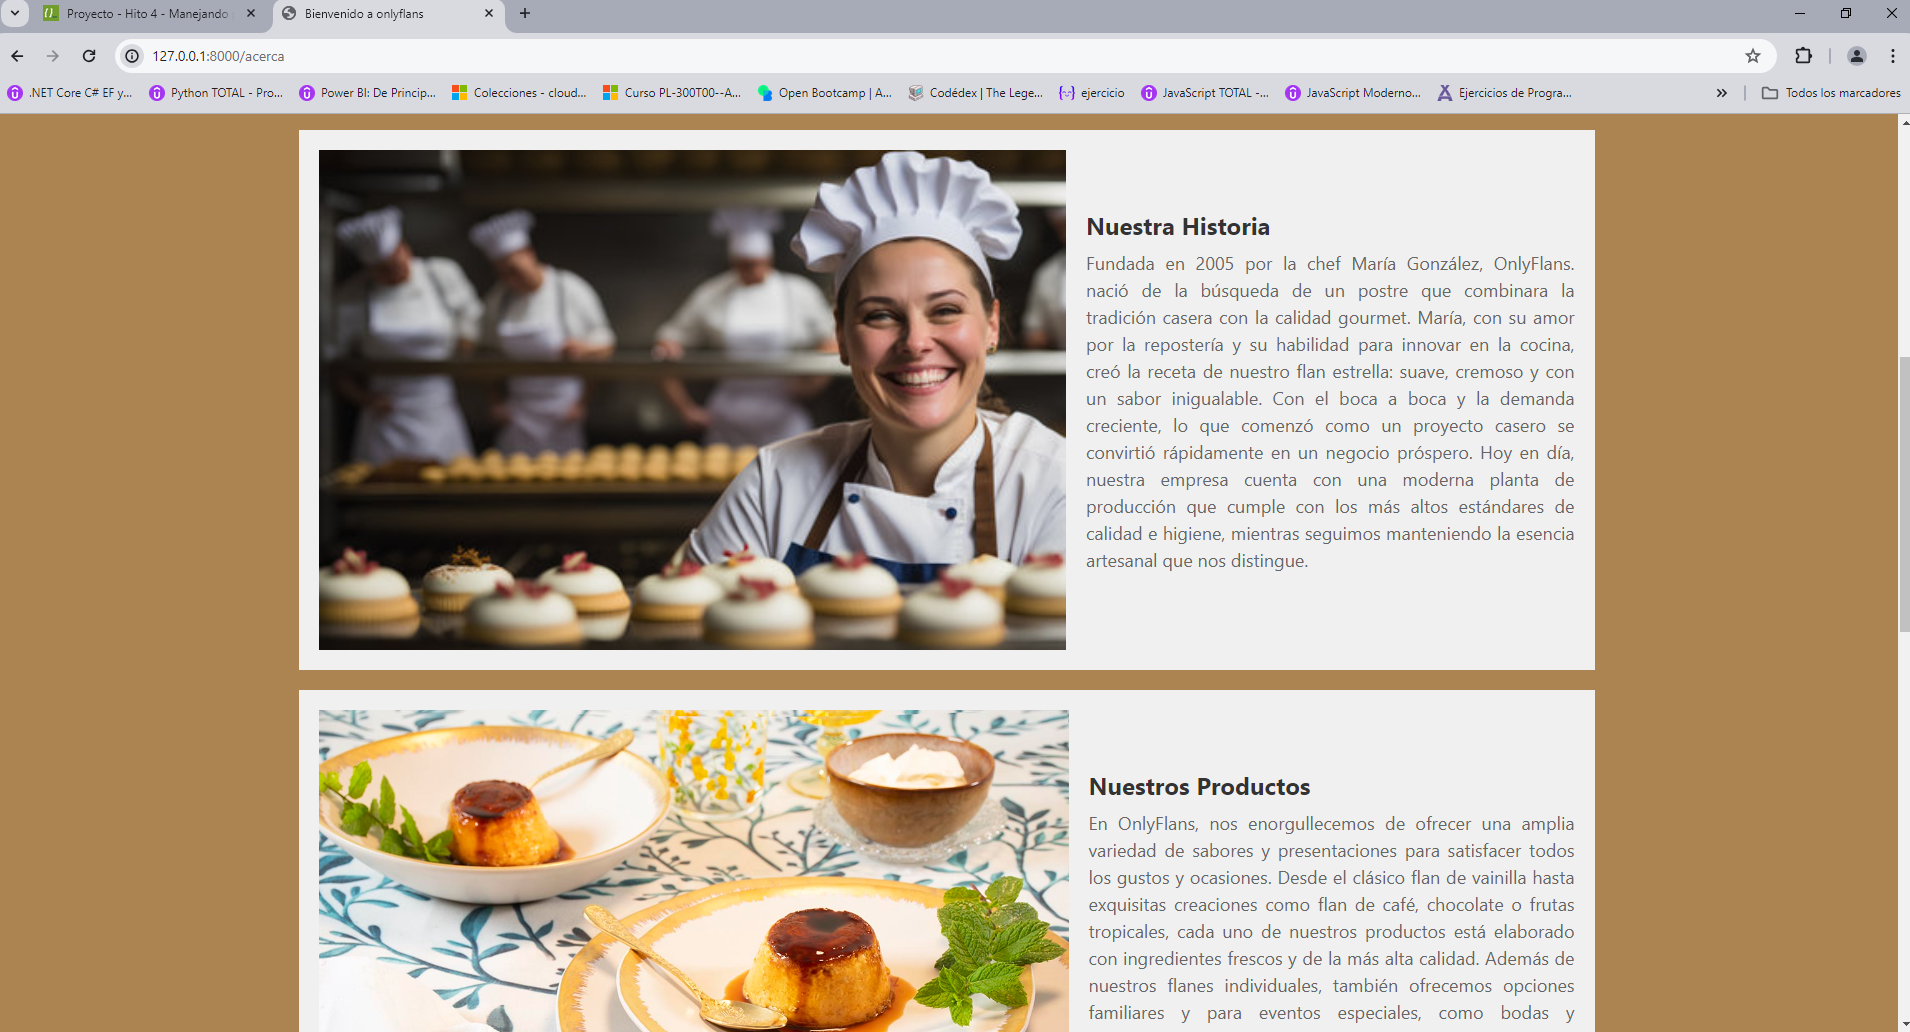 Proyecto - Hito 4 - Manejando
Bienvenido a onlyflans
127.0.0.1:8000/acerca
.NET Core C# EF y...
Python TOTAL - Pro...
Power BI: De Princip...
Colecciones - cloud...
Curso PL-300T00--A...
Open Bootcamp | A...
Codédex | The Lege...
ejercicio
JavaScript TOTAL -...
JavaScript Moderno...
Ejercicios de Progra...
Todos los marcadores
Nuestra Historia
Fundada en 2005 por la chef María González, OnlyFlans.
nació de la búsqueda de un postre que combinara la
tradición casera con la calidad gourmet. María, con su amor
por la repostería y su habilidad para innovar en la cocina,
creó la receta de nuestro flan estrella: suave, cremoso y con
un sabor inigualable. Con el boca a boca y la demanda
creciente, lo que comenzó como un proyecto casero se
convirtió rápidamente en un negocio próspero. Hoy en día,
nuestra empresa cuenta con una moderna planta de
producción que cumple con los más altos estándares de
calidad e higiene, mientras seguimos manteniendo la esencia
artesanal que nos distingue.
Nuestros Productos
En OnlyFlans, nos enorgullecemos de ofrecer una amplia
variedad de sabores y presentaciones para satisfacer todos
los gustos y ocasiones. Desde el clásico flan de vainilla hasta
exquisitas creaciones como flan de café, chocolate o frutas
tropicales, cada uno de nuestros productos está elaborado
con ingredientes frescos y de la más alta calidad. Además de
nuestros flanes individuales, también ofrecemos opciones
familiares y para eventos especiales, como bodas y